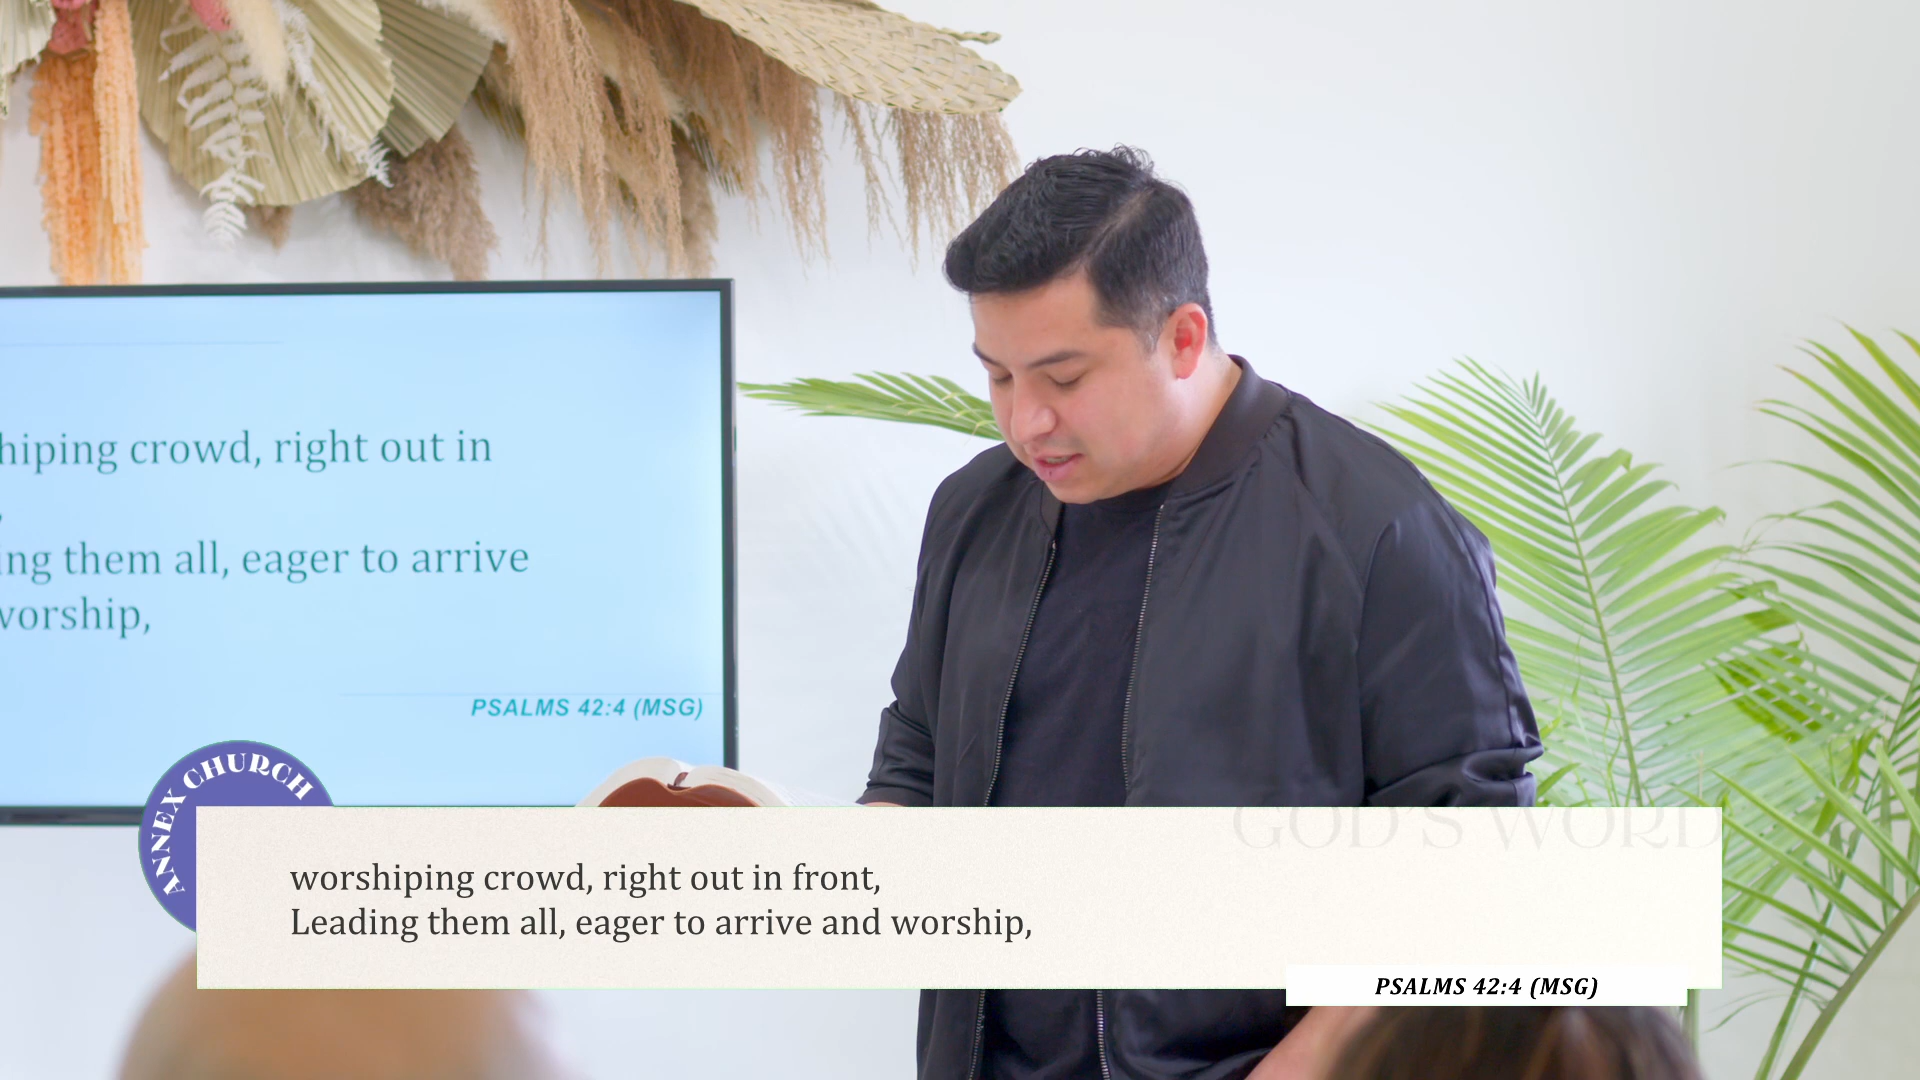 hiping crowd, right out in
ing them all, eager to arrive
worship,
PSALMS 42:4 (MSG)
ANNEX CHURCH
GOD'S WORD
worshiping crowd, right out in front,
Leading them all, eager to arrive and worship,
PSALMS 42:4 (MSG)